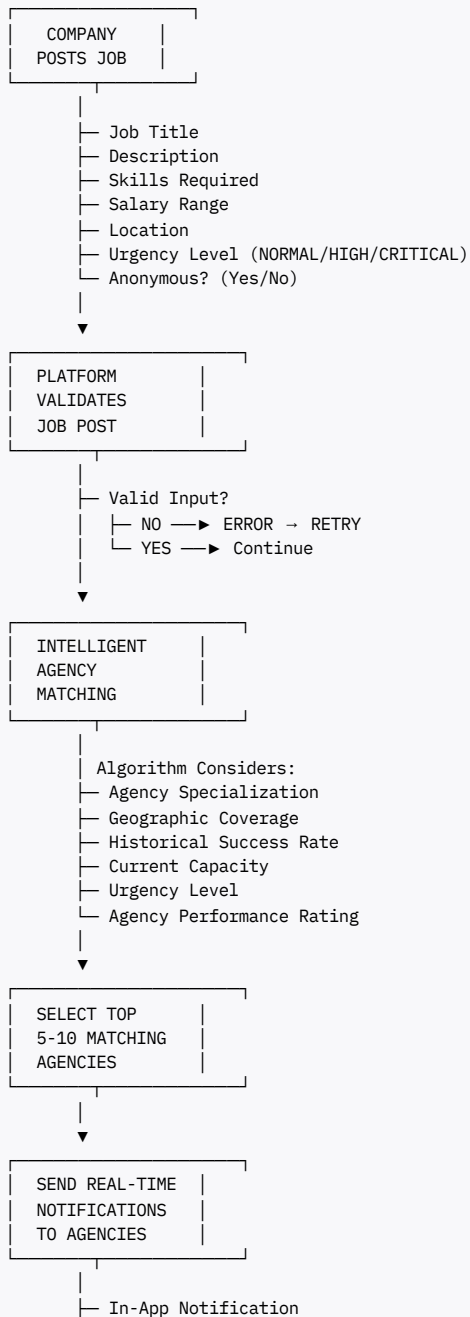 COMPANY
POSTS JOB
Job Title
Description
Skills Required
Salary Range
Location
Urgency Level (NORMAL/HIGH/CRITICAL)
Anonymous? (Yes/No)
PLATFORM
VALIDATES
JOB POST
Valid Input?
NO ──► ERROR → RETRY
YES ──► Continue
INTELLIGENT
AGENCY
MATCHING
Algorithm Considers:
Agency Specialization
Geographic Coverage
Historical Success Rate
Current Capacity
Urgency Level
Agency Performance Rating
SELECT TOP
5-10 MATCHING
AGENCIES
SEND REAL-TIME
NOTIFICATIONS
TO AGENCIES
In-App Notification